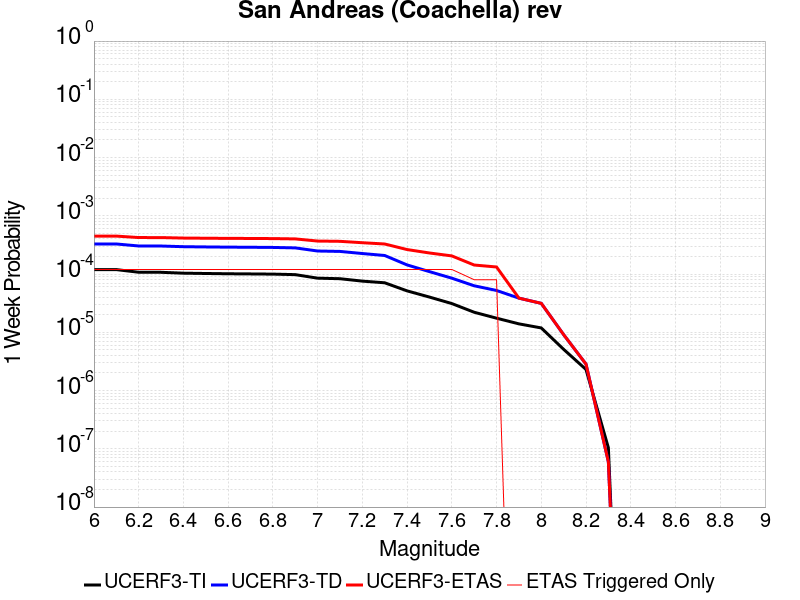 San Andreas (Coachella) rev
10^0
10^-1
10^-2
10^-3
10^-4
10^-5
10^-6
10^-7
10^-8
1 Week Probability
6 6.2 6.4 6.6 6.8 7 7.2 7.4 7.6 7.8 8 8.2 8.4 8.6 8.8 9
Magnitude
UCERF3-TI UCERF3-TD UCERF3-ETAS ETAS Triggered Only